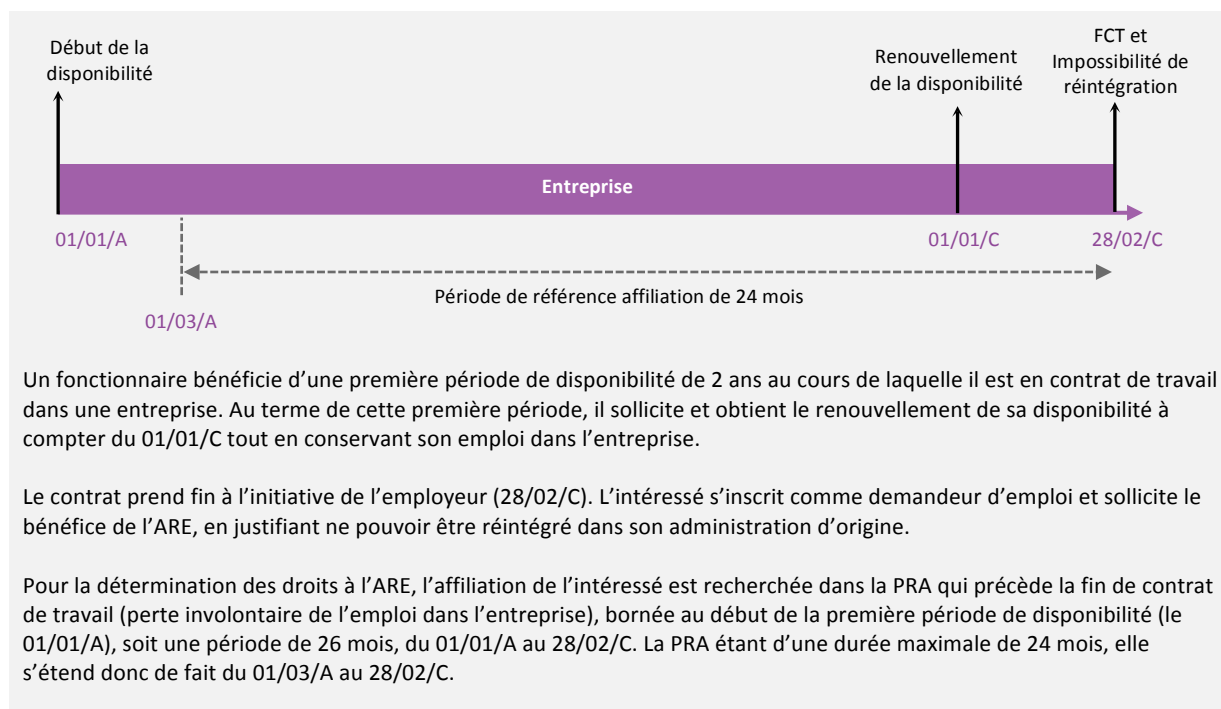 Début de la
disponibilité
Renouvellement
de la disponibilité
FCT et
Impossibilité de
réintégration
Entreprise
01/01/A
01/01/C
28/02/C
Période de référence affiliation de 24 mois
01/03/A
Un fonctionnaire bénéficie d’une première période de disponibilité de 2 ans au cours de laquelle il est en contrat de travail
dans une entreprise. Au terme de cette première période, il sollicite et obtient le renouvellement de sa disponibilité à
compter du 01/01/C tout en conservant son emploi dans l’entreprise.
Le contrat prend fin à l’initiative de l’employeur (28/02/C). L’intéressé s’inscrit comme demandeur d’emploi et sollicite le
bénéfice de l’ARE, en justifiant ne pouvoir être réintégré dans son administration d’origine.
Pour la détermination des droits à l’ARE, l’affiliation de l’intéressé est recherchée dans la PRA qui précède la fin de contrat
de travail (perte involontaire de l’emploi dans l’entreprise), bornée au début de la première période de disponibilité (le
01/01/A), soit une période de 26 mois, du 01/01/A au 28/02/C. La PRA étant d’une durée maximale de 24 mois, elle
s’étend donc de fait du 01/03/A au 28/02/C.